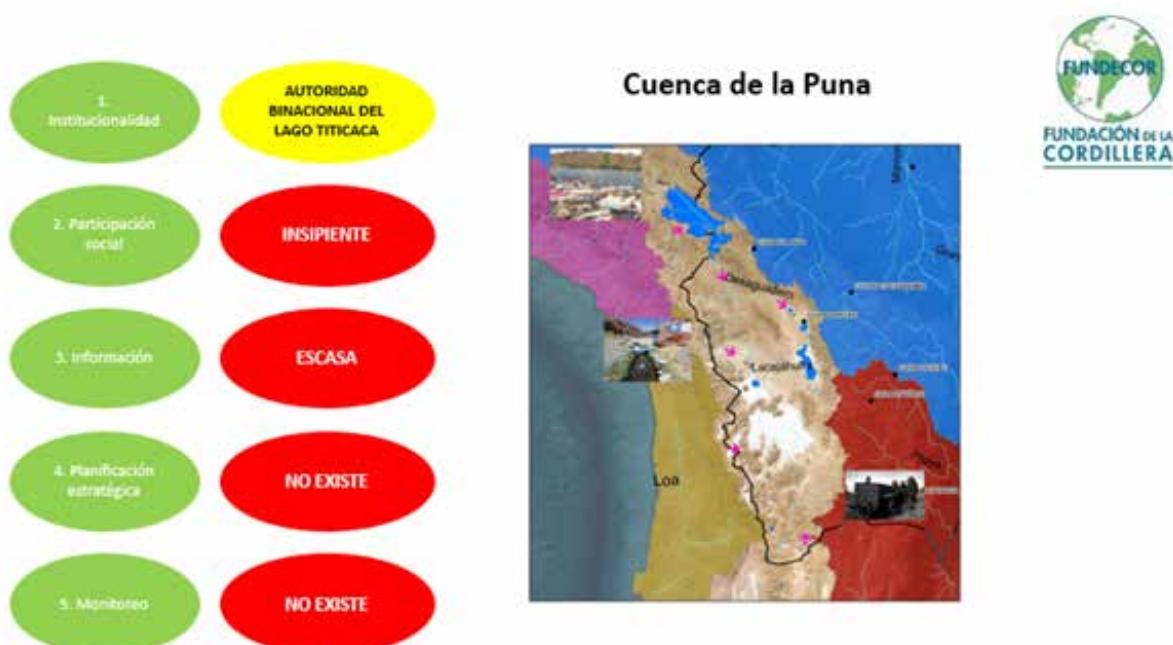 1.
Institucionalidad
AUTORIDAD
BINACIONAL DEL
LAGO TITICACA
2. Participación
social
INSIPIENTE
3. Información
ESCASA
4. Planificación
estratégica
NO EXISTE
5. Monitoreo
NO EXISTE
Cuenca de la Puna
Desaguadero
Lacajahuira
Loa
FUNDECOR
FUNDACIÓN DE LA
CORDILLERA